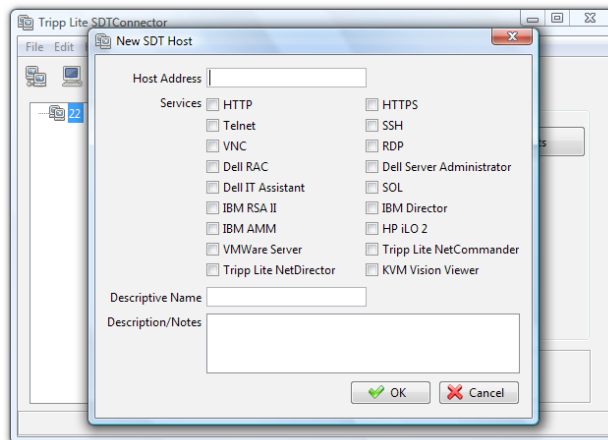 Tripp Lite SDTConnector
File Edit
New SDT Host
22
Host Address
Services
HTTP HTTPS
Telnet SSH
VNC RDP
Dell RAC Dell Server Administrator
Dell IT Assistant SOL
IBM RSA II IBM Director
IBM AMM HP iLO 2
VMWare Server Tripp Lite NetCommander
Tripp Lite NetDirector KVM Vision Viewer
Descriptive Name
Description/Notes
OK Cancel